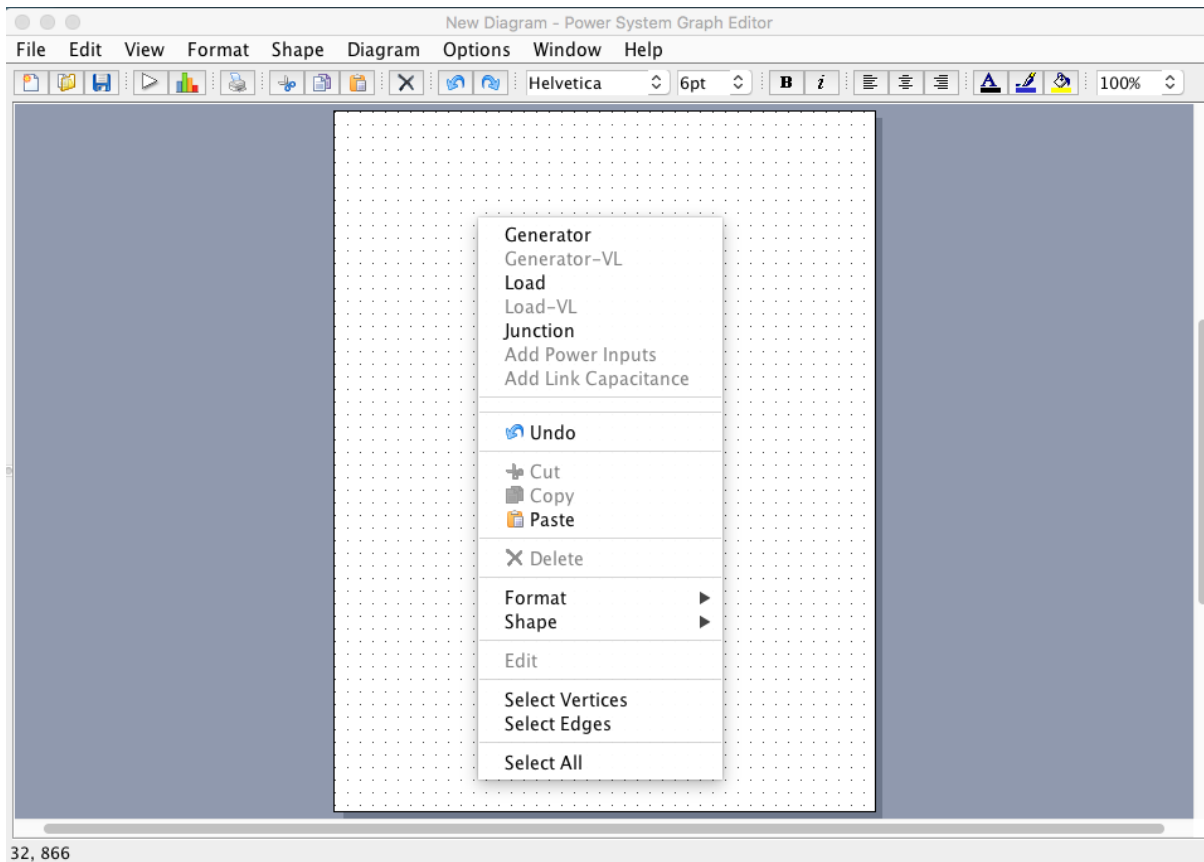 New Diagram - Power System Graph Editor
File Edit View Format Shape Diagram Options Window Help
Helvetica 6pt B i A 100%
Generator
Generator-VL
Load
Load-VL
Junction
Add Power Inputs
Add Link Capacitance
Undo
Cut
Copy
Paste
Delete
Format
Shape
Edit
Select Vertices
Select Edges
Select All
32, 866